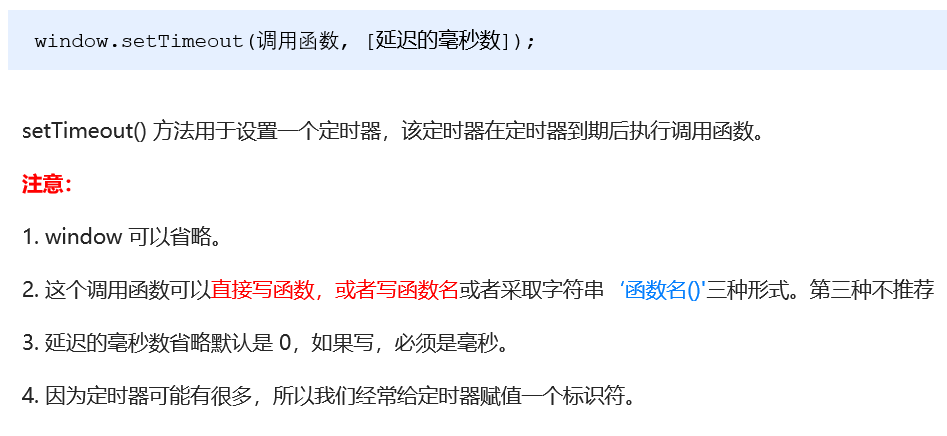 window.setTimeout(调用函数, [延迟的毫秒数]);
setTimeout() 方法用于设置一个定时器，该定时器在定时器到期后执行调用函数。
注意：
1. window 可以省略。
2. 这个调用函数可以直接写函数，或者写函数名或者采取字符串‘函数名()'三种形式。第三种不推荐
3. 延迟的毫秒数省略默认是 0，如果写，必须是毫秒。
4. 因为定时器可能有很多，所以我们经常给定时器赋值一个标识符。